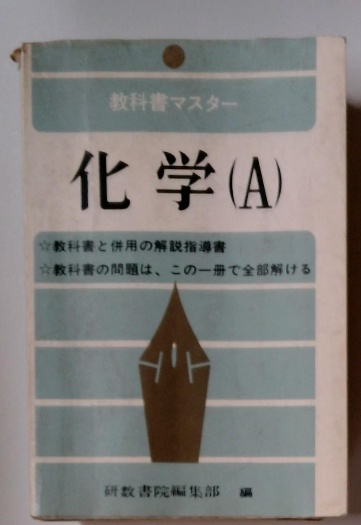 教科書マスター
化学(A)
☆教科書と併用の解説指導書
☆教科書の問題は、この一冊で全部解ける
研数書院編集部 編